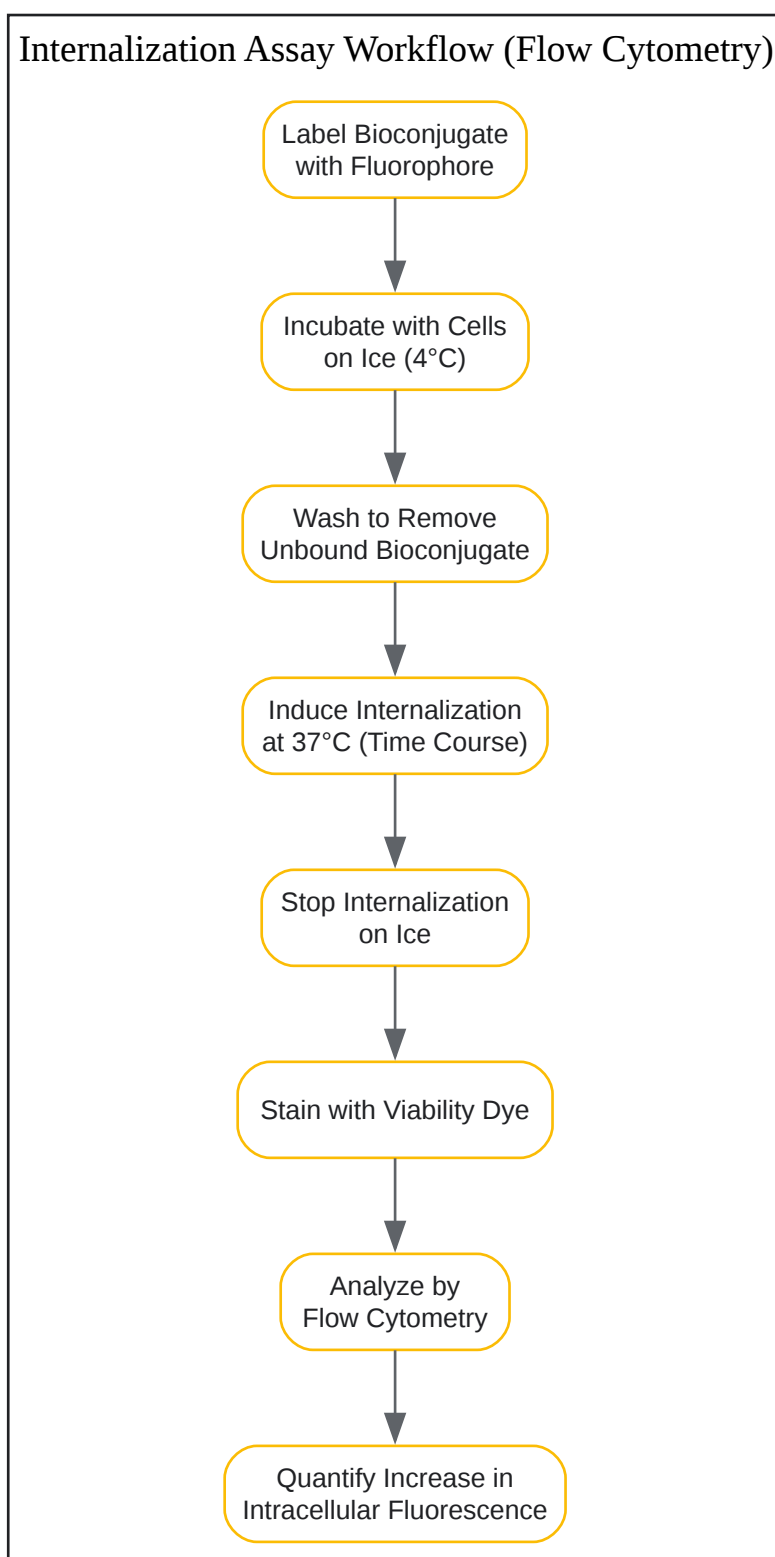 Internalization Assay Workflow (Flow Cytometry)
Label Bioconjugate
with Fluorophore
Incubate with Cells
on Ice (4°C)
Wash to Remove
Unbound Bioconjugate
Induce Internalization
at 37°C (Time Course)
Stop Internalization
on Ice
Stain with Viability Dye
Analyze by
Flow Cytometry
Quantify Increase in
Intracellular Fluorescence